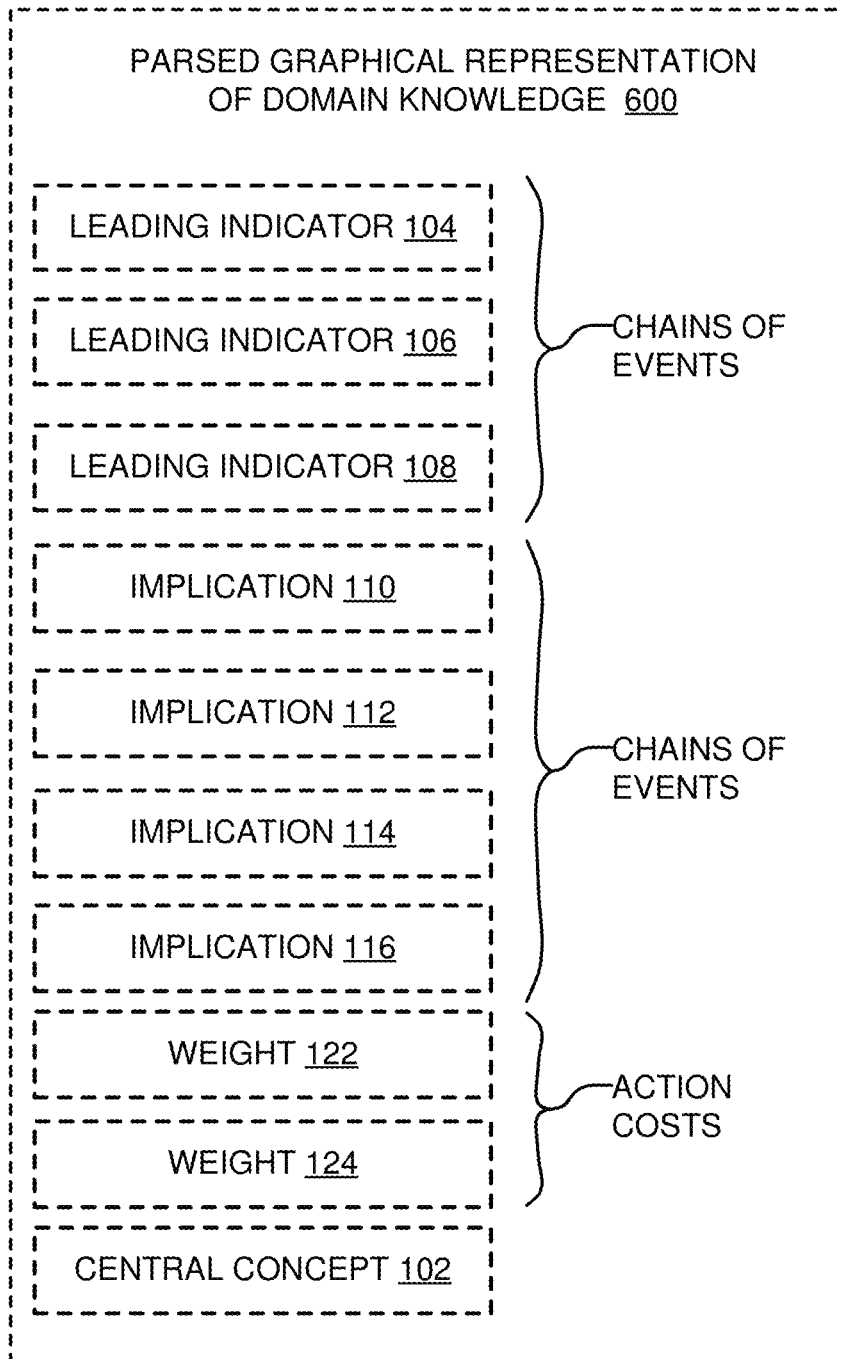 PARSED GRAPHICAL REPRESENTATION
OF DOMAIN KNOWLEDGE 600
LEADING INDICATOR 104
LEADING INDICATOR 106
CHAINS OF
EVENTS
LEADING INDICATOR 108
IMPLICATION 110
IMPLICATION 112
CHAINS OF
EVENTS
IMPLICATION 114
IMPLICATION 116
WEIGHT 122
ACTION
COSTS
WEIGHT 124
CENTRAL CONCEPT 102